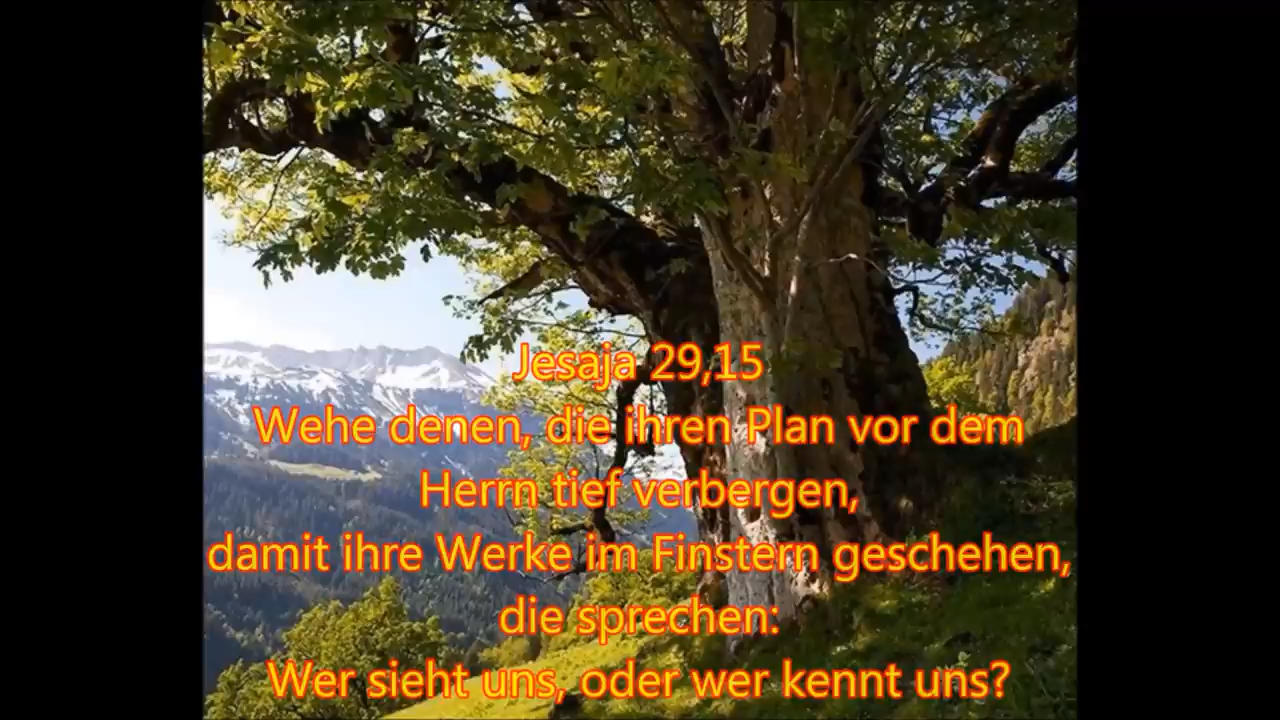 Jesaja 29,15
Wehe denen, die ihren Plan vor dem
Herrn tief verbergen,
damit ihre Werke im Finstern geschehen,
die sprechen:
Wer sieht uns, oder wer kennt uns?